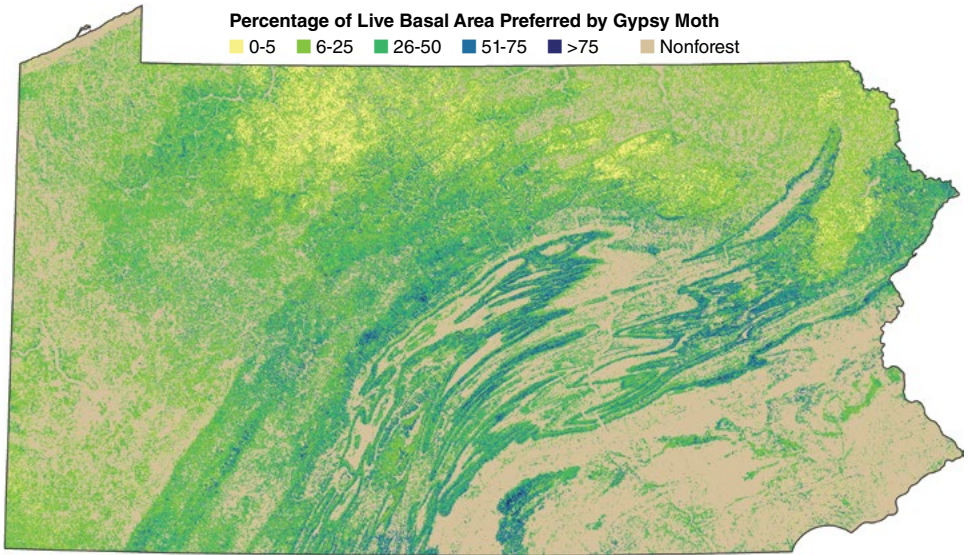 Percentage of Live Basal Area Preferred by Gypsy Moth
0-5 6-25 26-50 51-75 >75 Nonforest